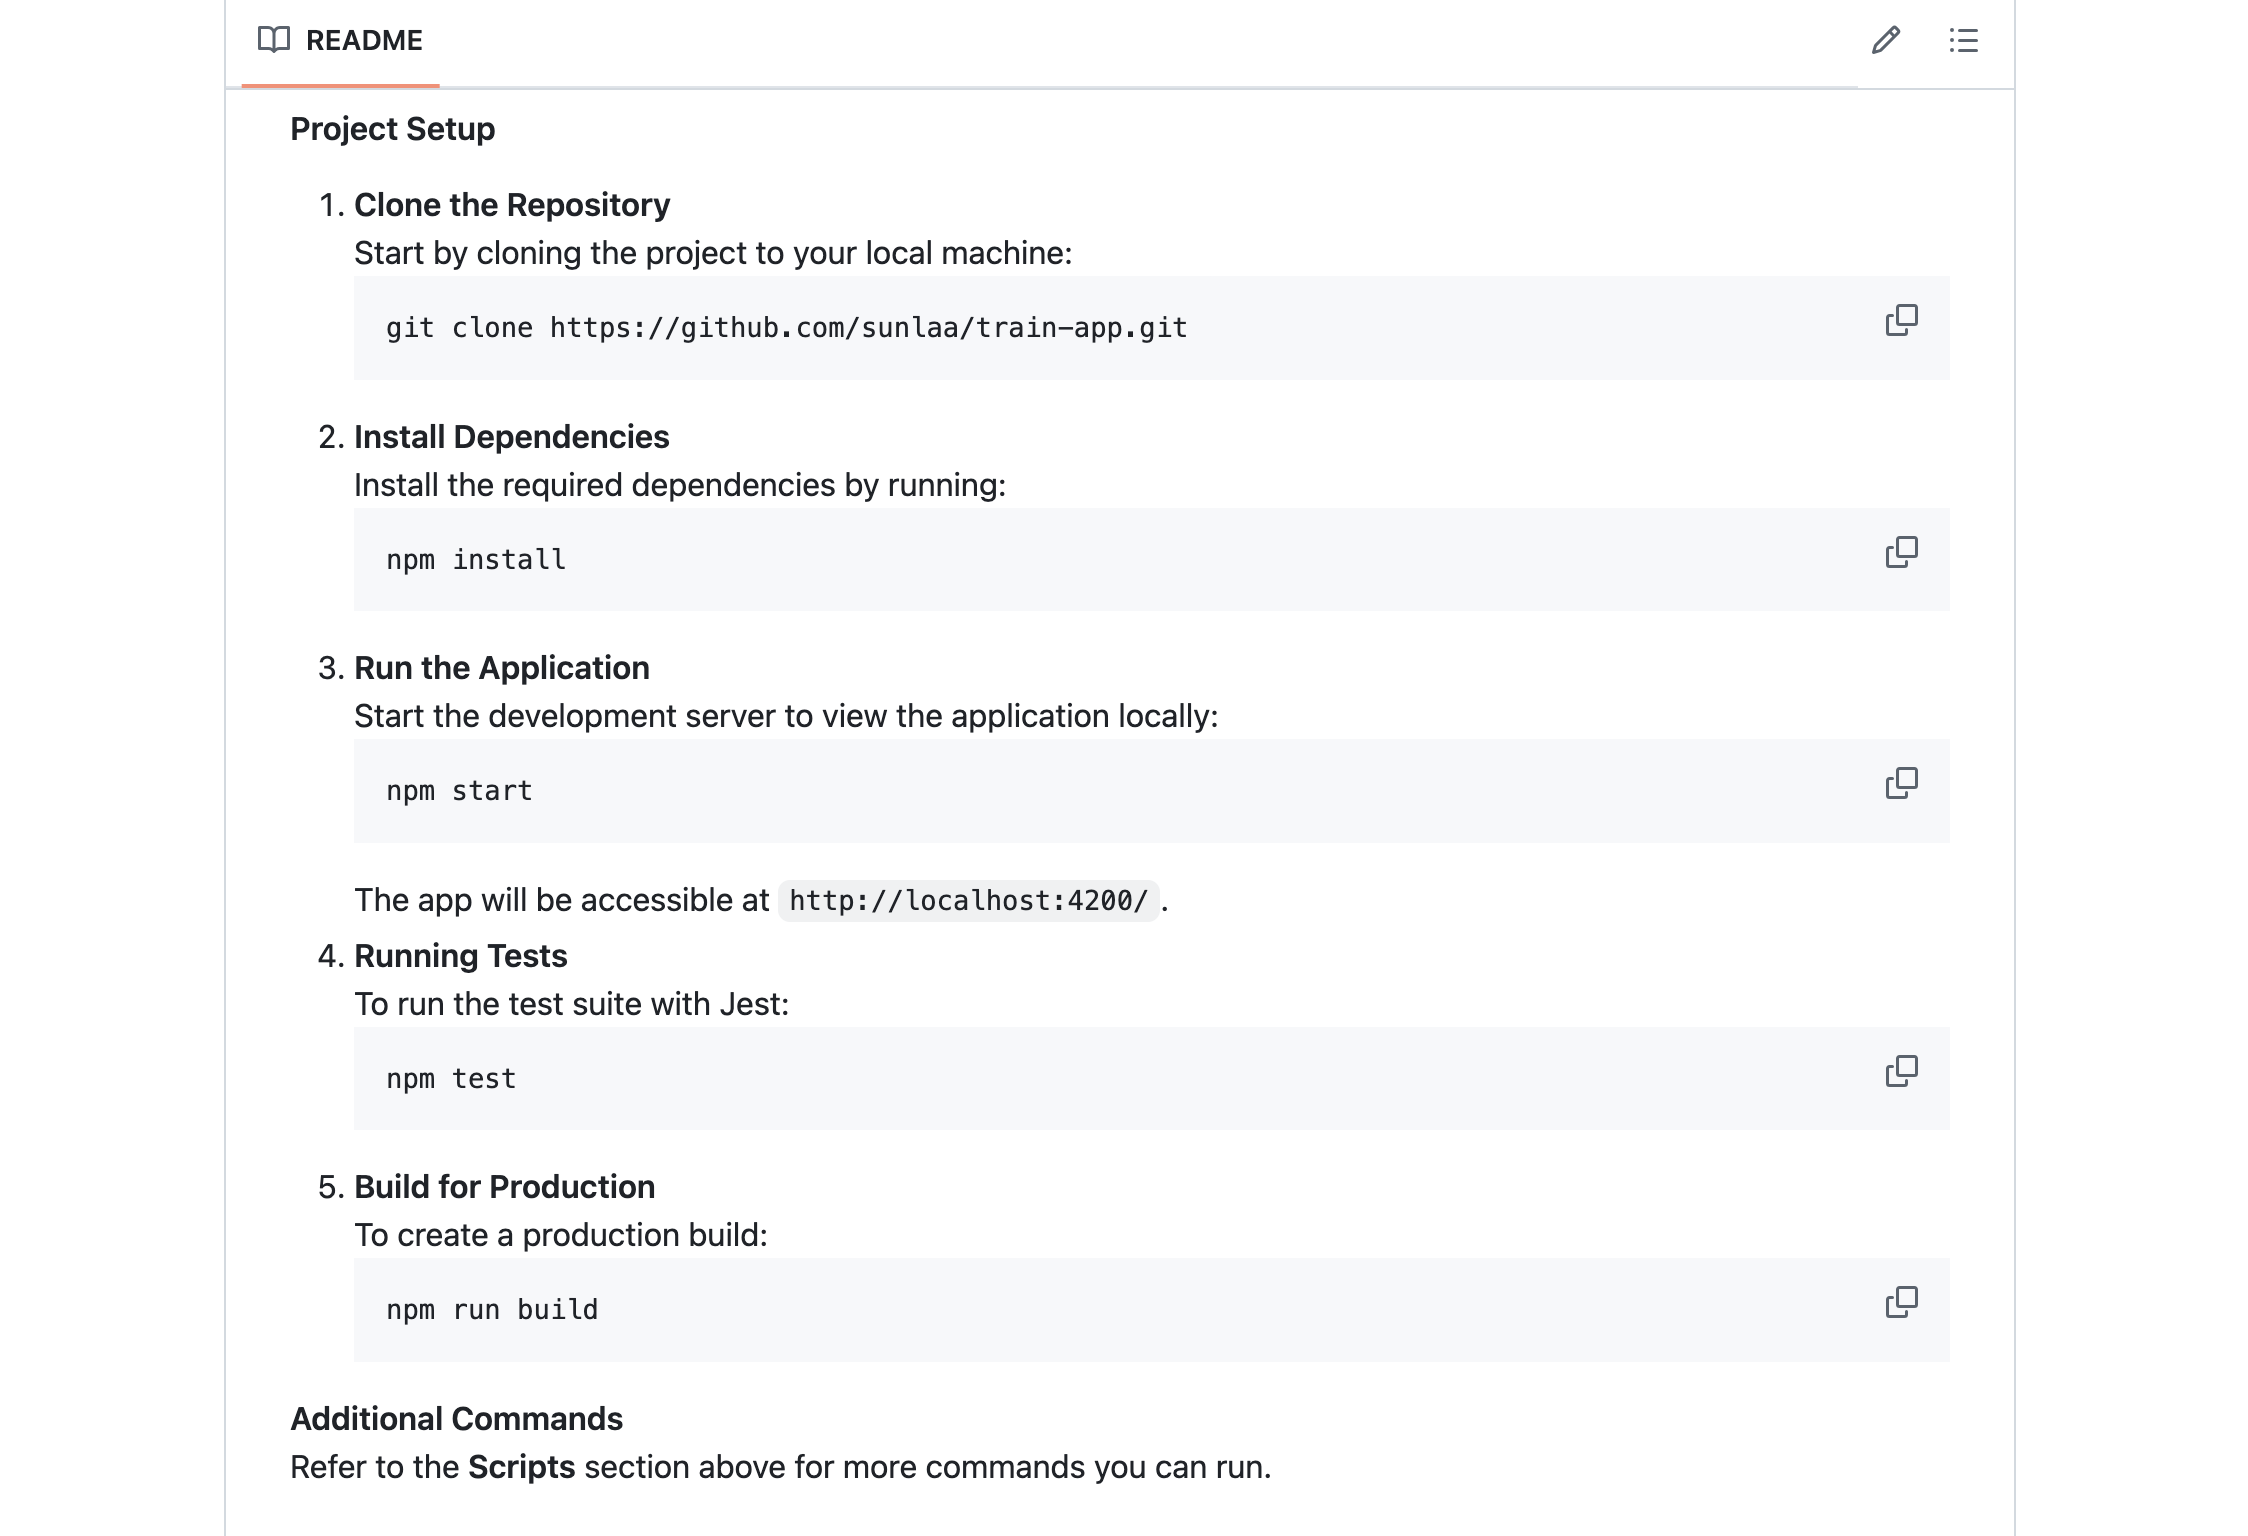 README
Project Setup
1. Clone the Repository
Start by cloning the project to your local machine:
git clone https://github.com/sunlaa/train-app.git
2. Install Dependencies
Install the required dependencies by running:
npm install
3. Run the Application
Start the development server to view the application locally:
npm start
The app will be accessible at http://localhost:4200/.
4. Running Tests
To run the test suite with Jest:
npm test
5. Build for Production
To create a production build:
npm run build
Additional Commands
Refer to the Scripts section above for more commands you can run.